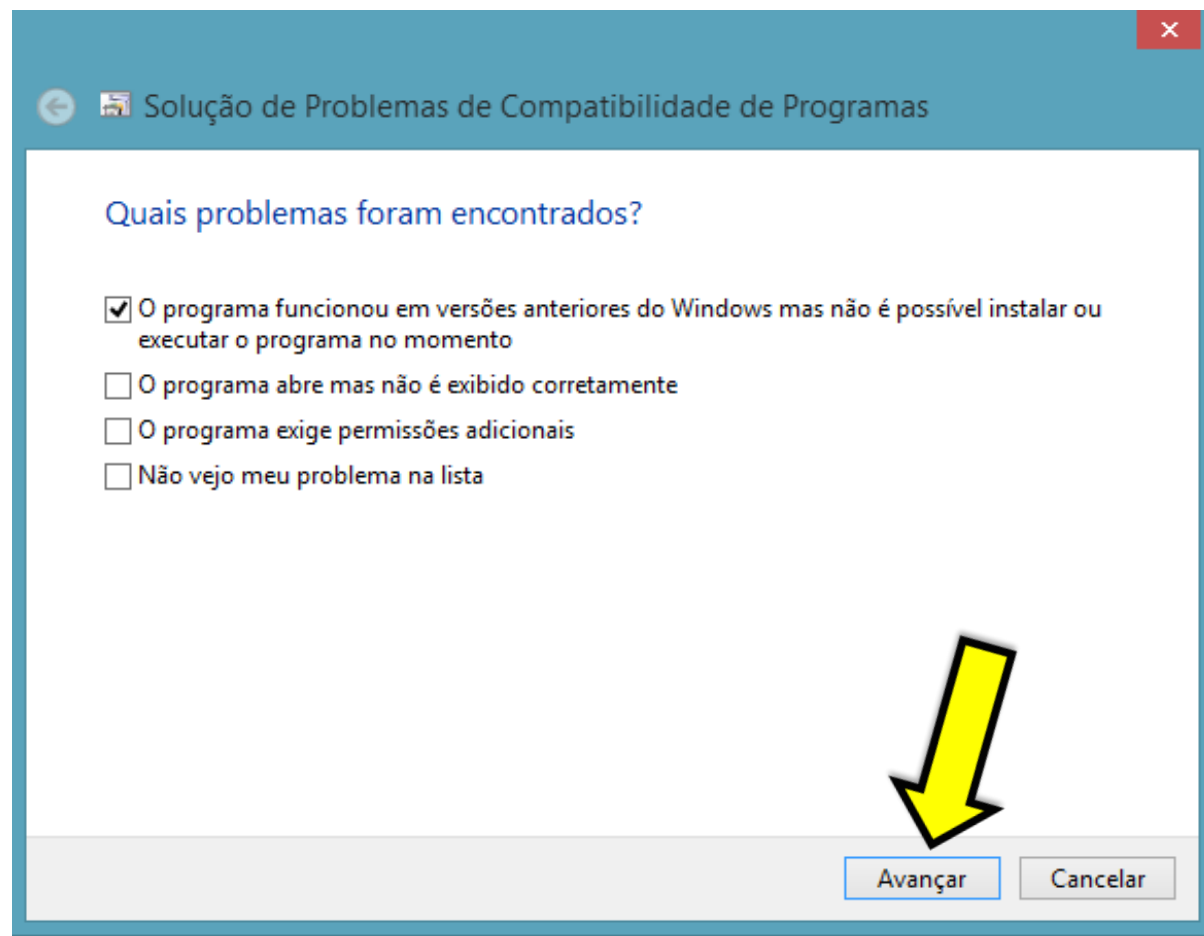 Solução de Problemas de Compatibilidade de Programas
Quais problemas foram encontrados?
O programa funcionou em versões anteriores do Windows mas não é possível instalar ou
executar o programa no momento
O programa abre mas não é exibido corretamente
O programa exige permissões adicionais
Não vejo meu problema na lista
Avançar
Cancelar